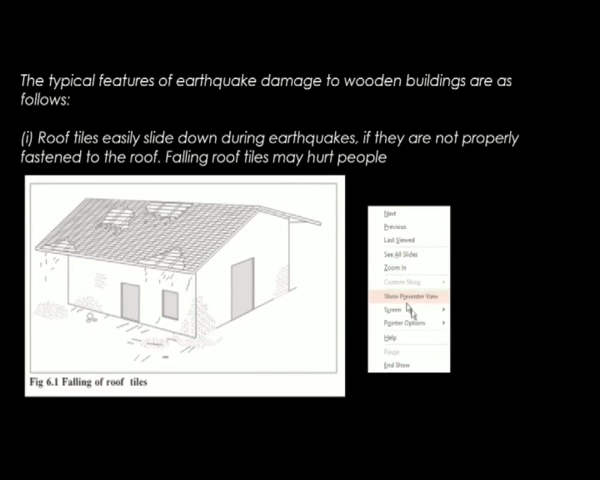 The typical features of earthquake damage to wooden buildings are as
follows:
(i) Roof tiles easily slide down during earthquakes, if they are not properly
fastened to the roof. Falling roof tiles may hurt people
Fig 6.1 Falling of roof tiles
Next
Previous
Last Viewed
See All Slides
Zoom In
Custom Show
Show Presenter View
Screen
Pointer Options
Help
Pause
End Show